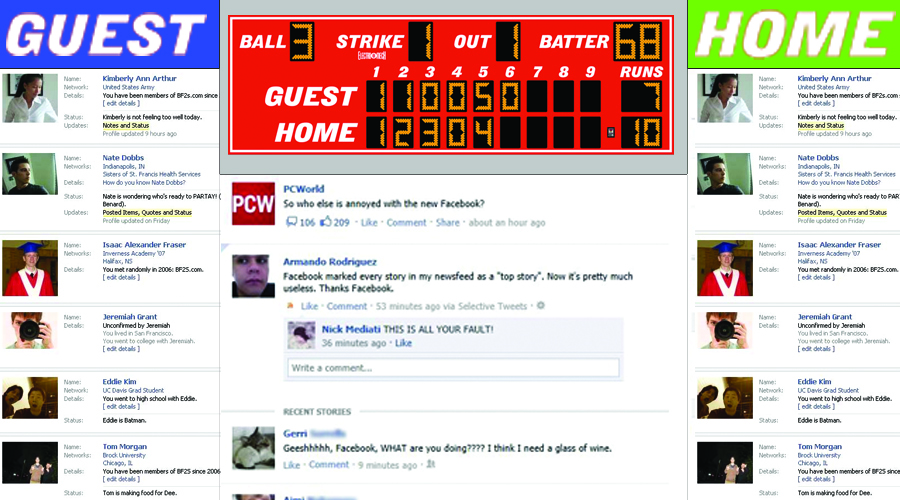 GUEST
Name: Kimberly Ann Arthur
Network: United States Army
Details: You have been members of BF2s.com since
[ edit details ]
Status: Kimberly is not feeling too well today.
Updates: Notes and Status
Profile updated 9 hours ago
Name: Nate Dobbs
Networks: Indianapolis, IN
Sisters of St. Francis Health Services
Details: How do you know Nate Dobbs?
Status: Nate is wondering who's ready to PARTAY! (
Benard).
Updates: Posted Items, Quotes and Status
Profile updated on Friday
Name: Isaac Alexander Fraser
Networks: Inverness Academy '07
Halifax, NS
Details: You met randomly in 2006: BF2S.com.
[ edit details ]
Name: Jeremiah Grant
Details: Unconfirmed by Jeremiah
You lived in San Francisco.
You went to college with Jeremiah.
[ edit details ]
Name: Eddie Kim
Network: UC Davis Grad Student
Details: You went to high school with Eddie.
[ edit details ]
Status: Eddie is Batman.
Name: Tom Morgan
Networks: Brock University
Chicago, IL
Details: You have been members of BF2S since 2006
[ edit details ]
Status: Tom is making food for Dee.
BALL 3 STRIKE 1 OUT 1 BATTER 68
1 2 3 4 5 6 7 8 9 RUNS
GUEST 1 1 0 0 5 0 7
HOME 1 2 3 0 4 10
PCW
PCWorld
So who else is annoyed with the new Facebook?
106 209 · Like · Comment · Share · about an hour ago
Armando Rodriguez
Facebook marked every story in my newsfeed as a "top story". Now it's pretty much
useless. Thanks Facebook.
Like · Comment · 53 minutes ago via Selective Tweets ·
Nick Mediati THIS IS ALL YOUR FAULT!
36 minutes ago · Like
Write a comment...
RECENT STORIES
Gerri
Geeshhhhh, Facebook, WHAT are you doing???? I think I need a glass of wine.
Like · Comment · 9 minutes ago ·
HOME
Name: Kimberly Ann Arthur
Network: United States Army
Details: You have been members of BF2s.com since
[ edit details ]
Status: Kimberly is not feeling too well today.
Updates: Notes and Status
Profile updated 9 hours ago
Name: Nate Dobbs
Networks: Indianapolis, IN
Sisters of St. Francis Health Services
Details: How do you know Nate Dobbs?
Status: Nate is wondering who's ready to PARTAY!
Benard).
Updates: Posted Items, Quotes and Status
Profile updated on Friday
Name: Isaac Alexander Fraser
Networks: Inverness Academy '07
Halifax, NS
Details: You met randomly in 2006: BF2S.com.
[ edit details ]
Name: Jeremiah Grant
Details: Unconfirmed by Jeremiah
You lived in San Francisco.
You went to college with Jeremiah.
[ edit details ]
Name: Eddie Kim
Network: UC Davis Grad Student
Details: You went to high school with Eddie.
[ edit details ]
Status: Eddie is Batman.
Name: Tom Morgan
Networks: Brock University
Chicago, IL
Details: You have been members of BF2S
[ edit details ]
Status: Tom is making food for Dee.